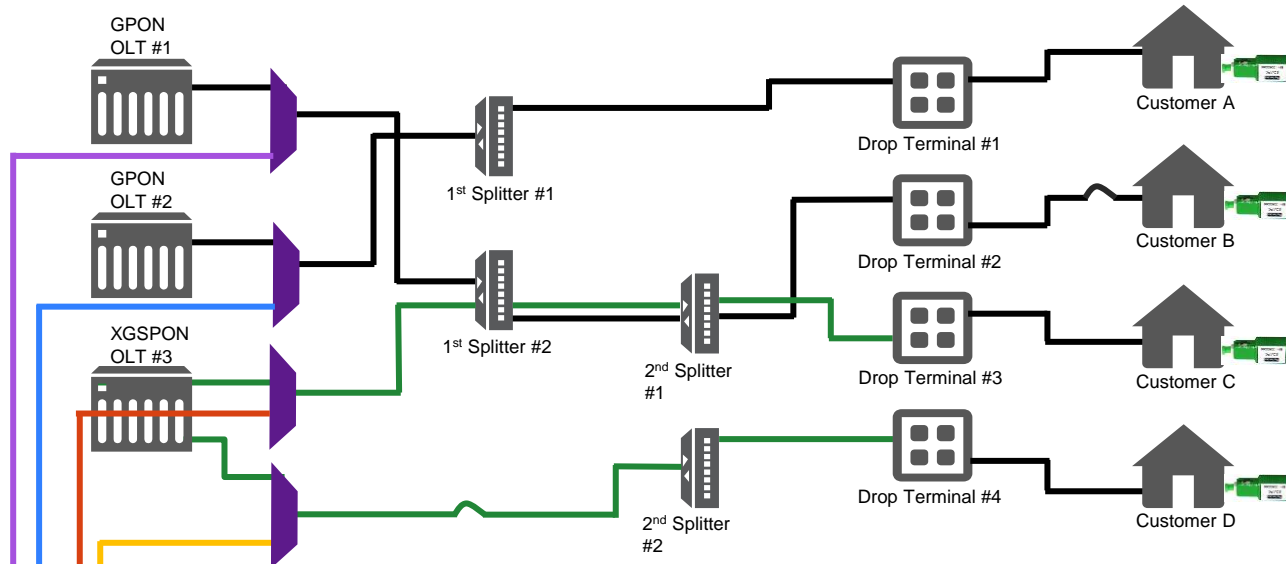 GPON
OLT #1
Customer A
Drop Terminal #1
1st Splitter #1
GPON
OLT #2
Customer B
Drop Terminal #2
XGSPON
OLT #3
1st Splitter #2
2nd Splitter
#1
Drop Terminal #3
Customer C
Drop Terminal #4
2nd Splitter
#2
Customer D